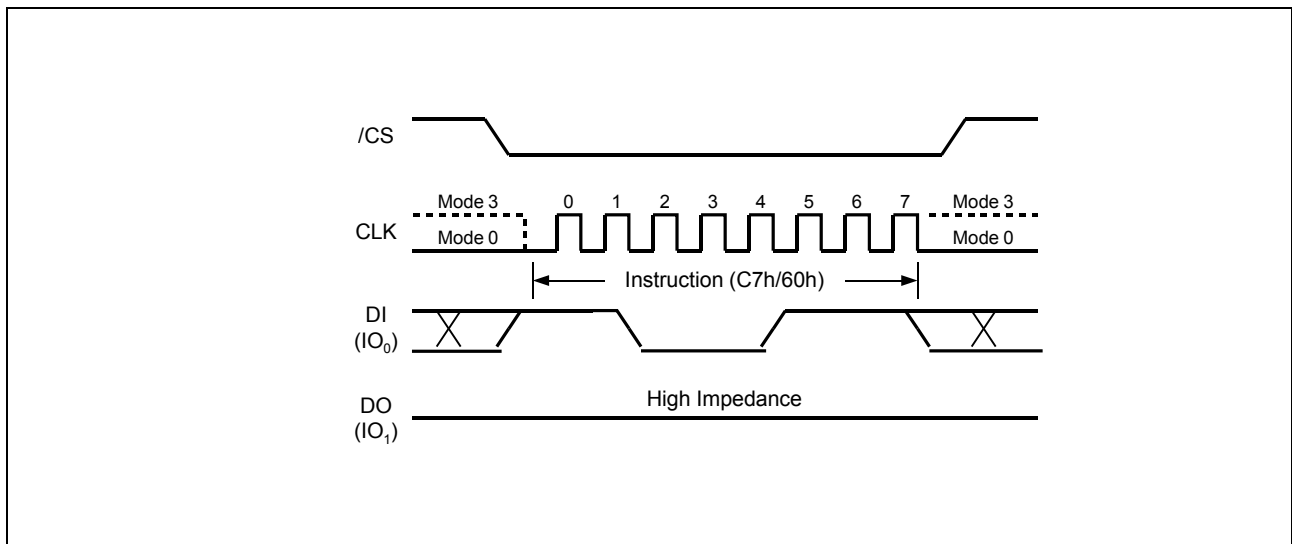 /CS
Mode 3 0 1 2 3 4 5 6 7 Mode 3
CLK
Mode 0 Mode 0
Instruction (C7h/60h)
DI
(IO₀)
High Impedance
DO
(IO₁)